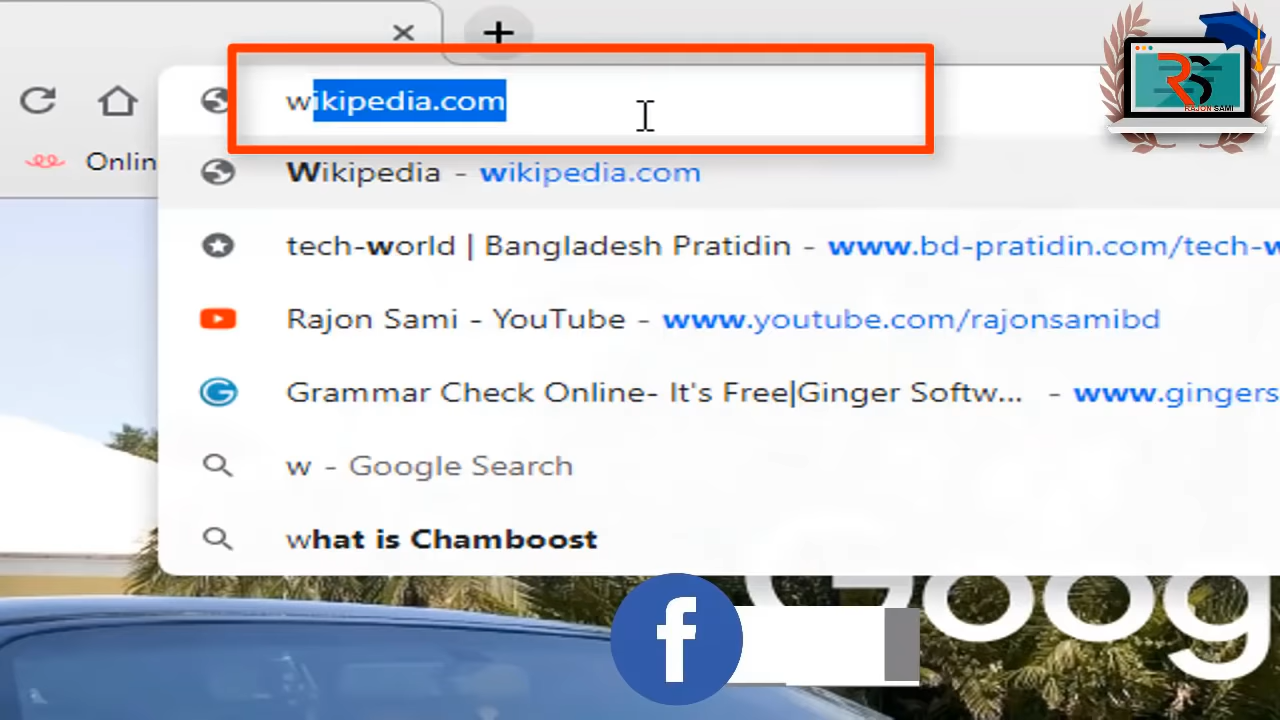 wikipedia.com
Onlin
Wikipedia - wikipedia.com
tech-world | Bangladesh Pratidin - www.bd-pratidin.com/tech-w
Rajon Sami - YouTube - www.youtube.com/rajonsamibd
Grammar Check Online- It's Free|Ginger Softw... - www.gingers
w - Google Search
what is Chamboost
Goog
f
RS
RAJON SAMI